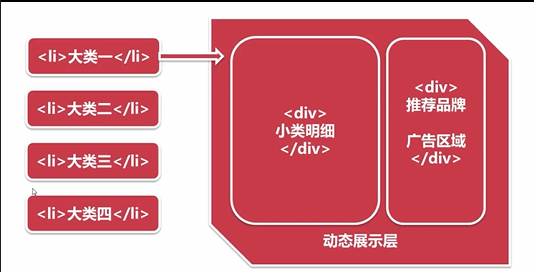 <li>大类一</li>
<li>大类二</li>
<li>大类三</li>
<li>大类四</li>
<div>
小类明细
</div>
<div>
推荐品牌
广告区域
</div>
动态展示层